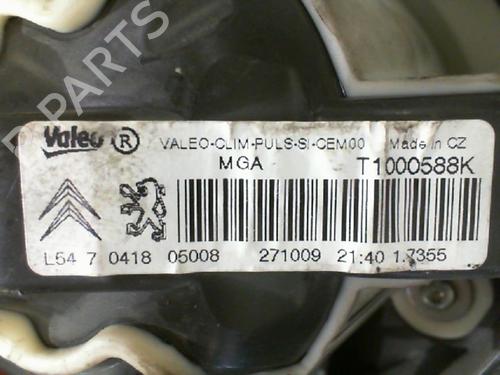 B-PARTS
Valeo ® VALEO-CLIM-PULS-SI-CEM00 Made in CZ
MGA T1000588K
L54 7 0418 05008 271009 21:40 1.7355